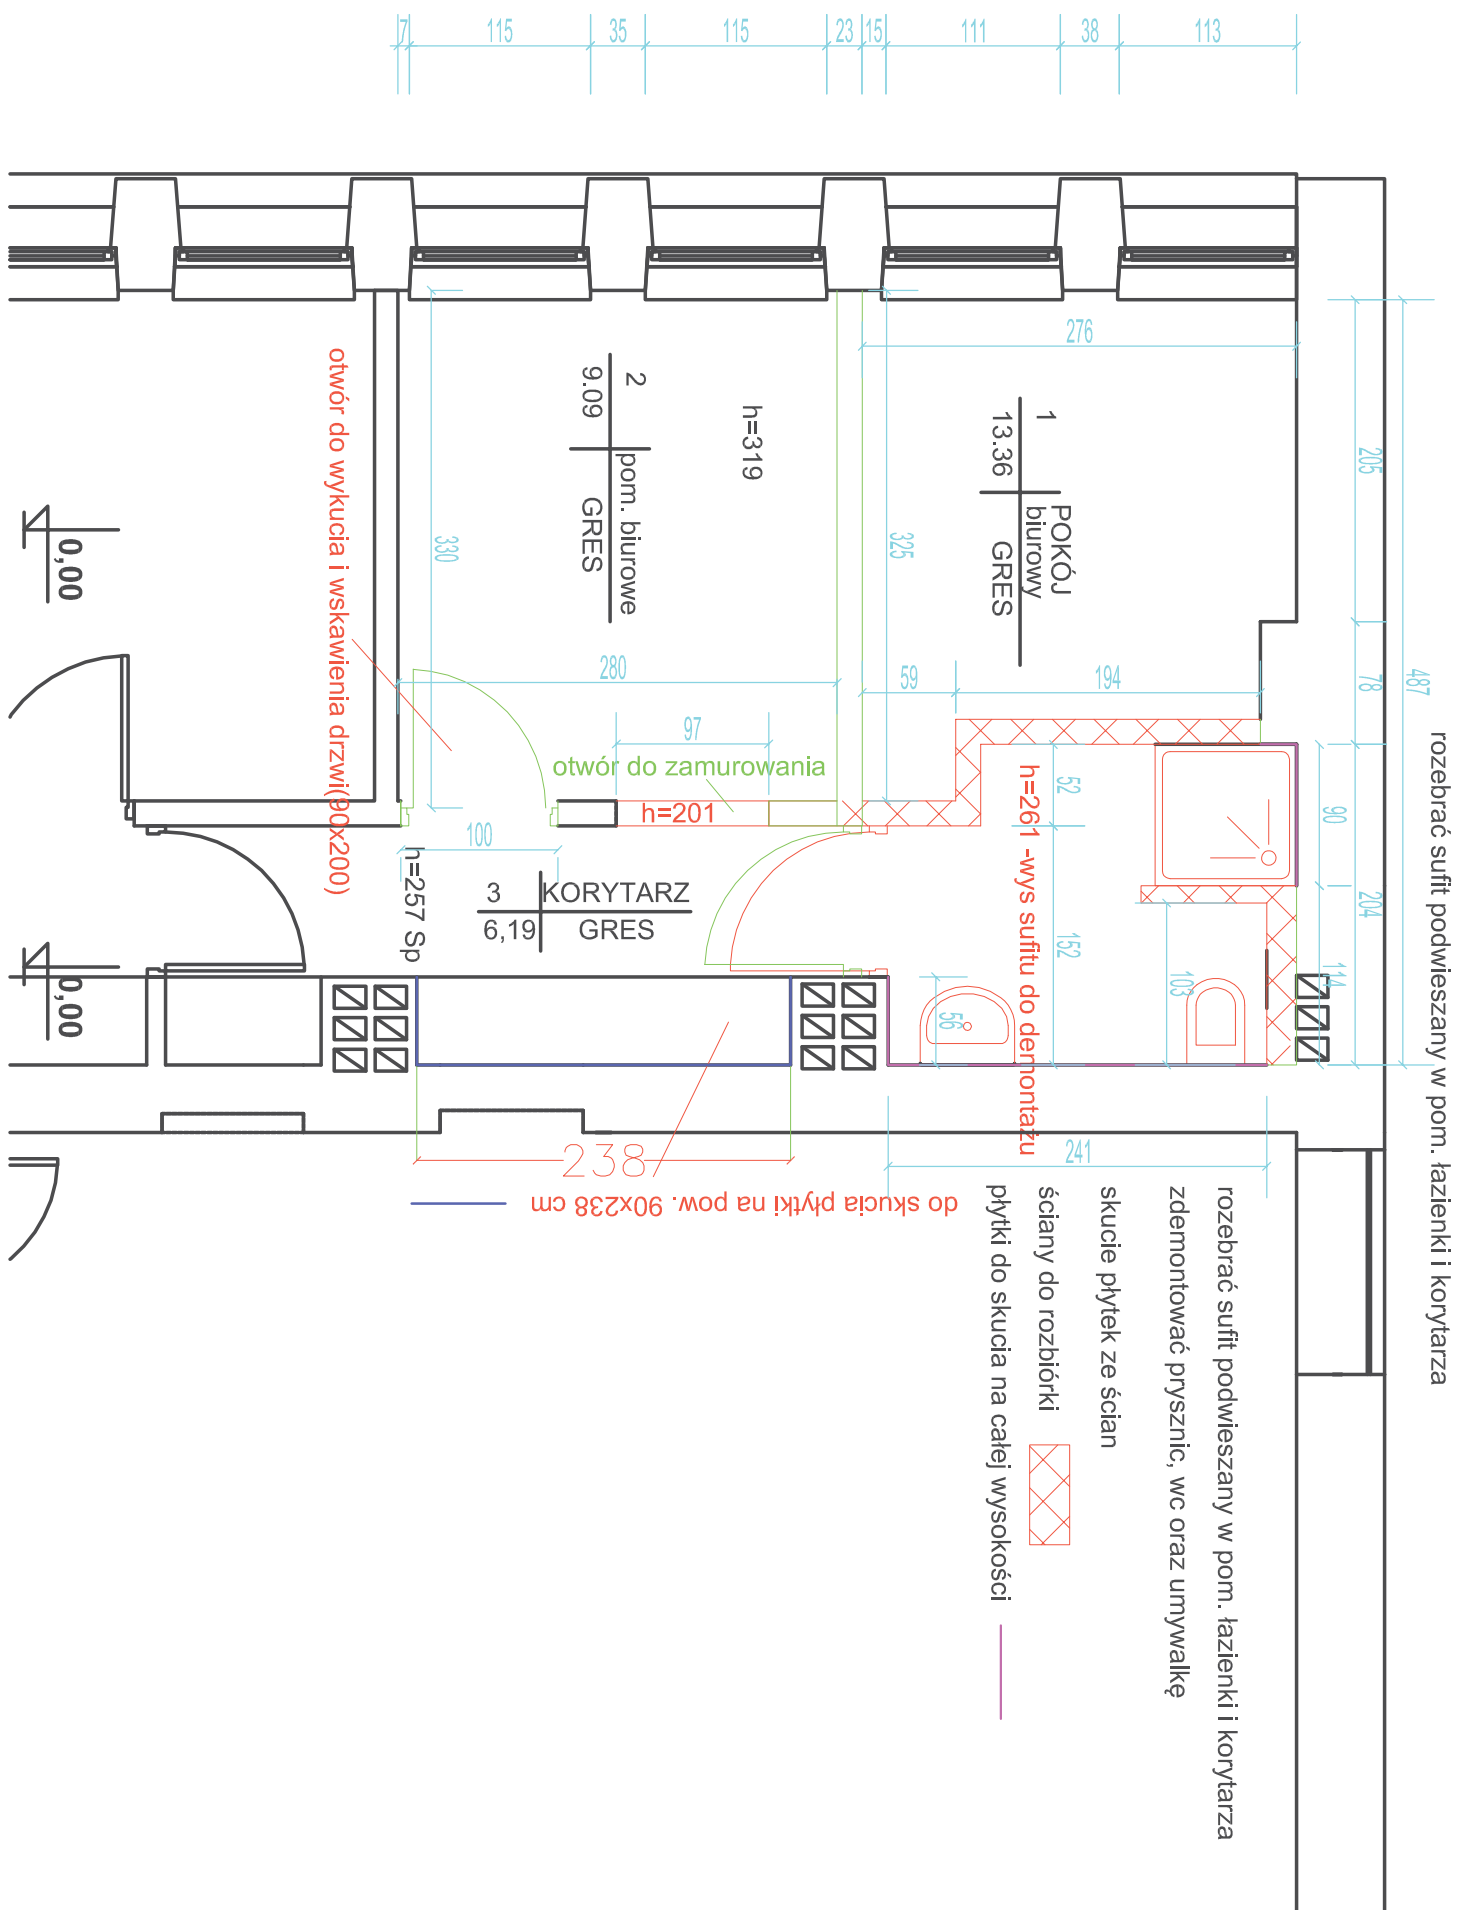 7
115
35
115
23
15
111
38
113
276
205
78
487
325
330
280
59
194
97
52
90
204
114
152
103
56
100
241
238
1
13.36
POKÓJ
biurowy
GRES
2
9.09
pom. biurowe
GRES
h=319
3
6,19
KORYTARZ
GRES
h=257 Sp
0,00
0,00
otwór do wykucia i wskawienia drzwi(90x200)
otwór do zamurowania
h=201
h=261 -wys sufitu do demontażu
do skucia płytki na pow. 90x238 cm
rozebrać sufit podwieszany w pom. łazienki i korytarza
rozebrać sufit podwieszany w pom. łazienki i korytarza
zdemontować prysznic, wc oraz umywalkę
skucie płytek ze ścian
ściany do rozbiórki
płytki do skucia na całej wysokości